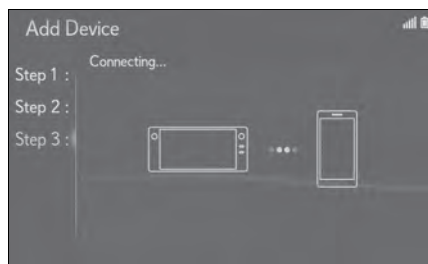 Add Device
Connecting...
Step 1 :
Step 2 :
Step 3 :